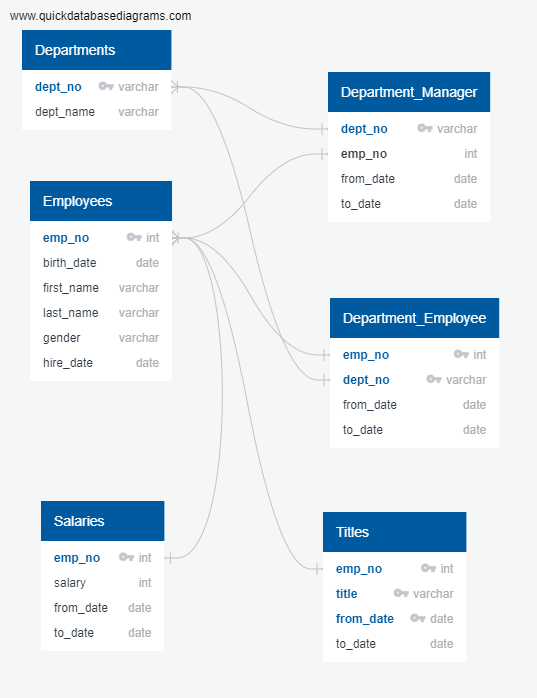 www.quickdatabasediagrams.com
Departments
dept_no varchar
dept_name varchar
Department_Manager
dept_no varchar
emp_no int
from_date date
to_date date
Employees
emp_no int
birth_date date
first_name varchar
last_name varchar
gender varchar
hire_date date
Department_Employee
emp_no int
dept_no varchar
from_date date
to_date date
Salaries
emp_no int
salary int
from_date date
to_date date
Titles
emp_no int
title varchar
from_date date
to_date date